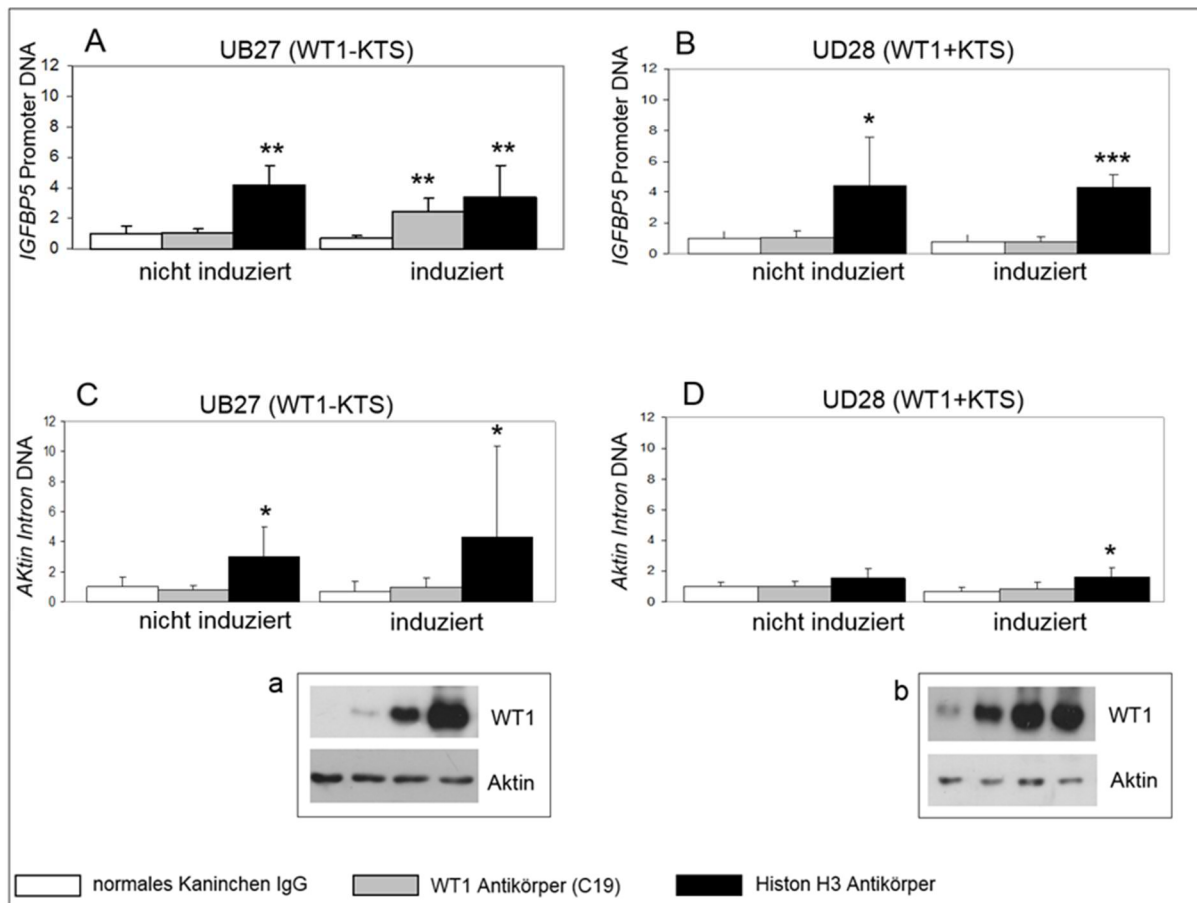 A
UB27 (WT1-KTS)
IGFBP5 Promoter DNA
12
10
8
6
4
2
0
**
**
**
nicht induziert
induziert
B
UD28 (WT1+KTS)
IGFBP5 Promoter DNA
12
10
8
6
4
2
0
*
***
nicht induziert
induziert
C
UB27 (WT1-KTS)
AKtin Intron DNA
12
10
8
6
4
2
0
*
*
nicht induziert
induziert
D
UD28 (WT1+KTS)
Aktin Intron DNA
12
10
8
6
4
2
0
*
nicht induziert
induziert
a
WT1
Aktin
b
WT1
Aktin
normales Kaninchen IgG
WT1 Antikörper (C19)
Histon H3 Antikörper